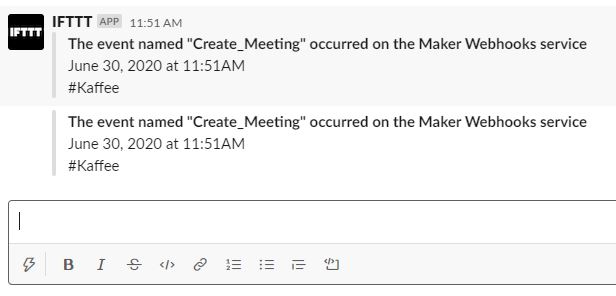 IFTTT
IFTTT APP 11:51 AM
The event named "Create_Meeting" occurred on the Maker Webhooks service
June 30, 2020 at 11:51AM
#Kaffee
The event named "Create_Meeting" occurred on the Maker Webhooks service
June 30, 2020 at 11:51AM
#Kaffee
B I S </>